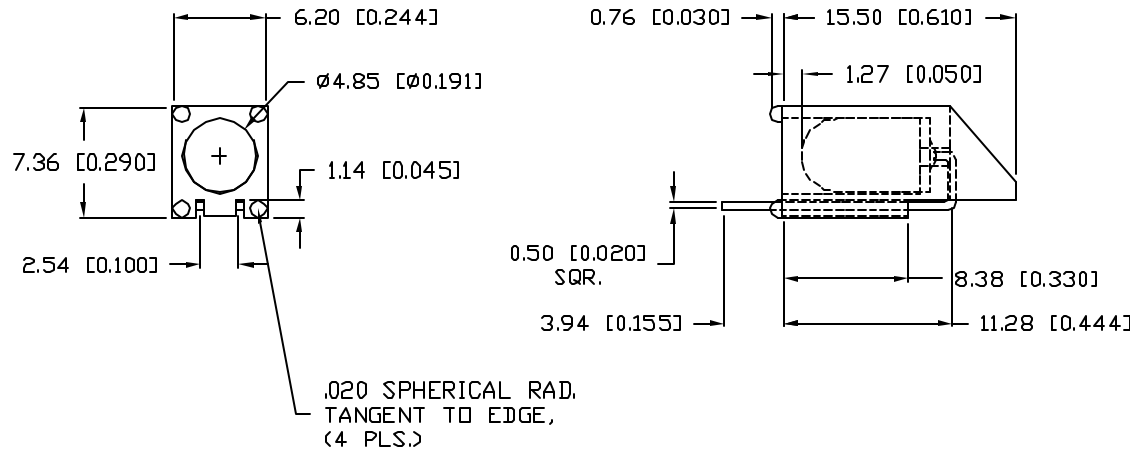 6.20 [0.244]
0.76 [0.030]
15.50 [0.610]
Ø4.85 [Ø0.191]
1.27 [0.050]
7.36 [0.290]
1.14 [0.045]
2.54 [0.100]
0.50 [0.020]
SQR.
8.38 [0.330]
3.94 [0.155]
11.28 [0.444]
.020 SPHERICAL RAD.
TANGENT TO EDGE,
(4 PLS.)